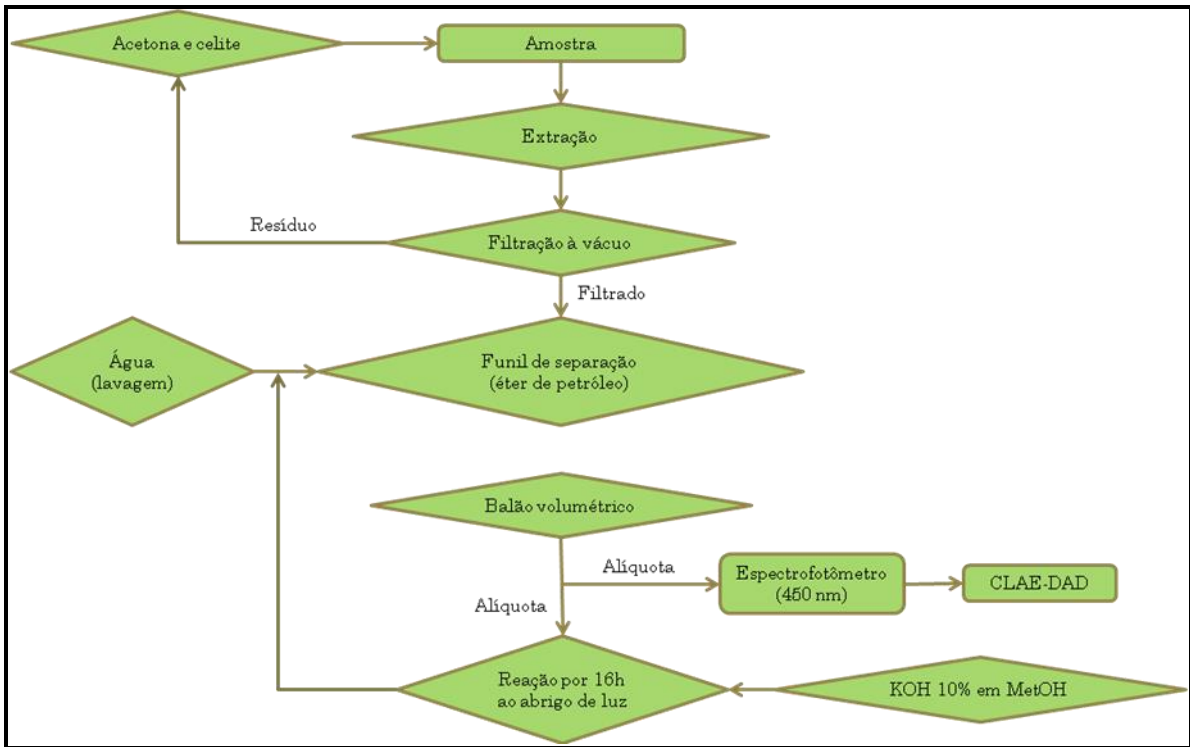 Acetona e celite
Amostra
Extração
Resíduo
Filtração à vácuo
Filtrado
Água
(lavagem)
Funil de separação
(éter de petróleo)
Balão volumétrico
Alíquota
Espectrofotômetro
(450 nm)
CLAE-DAD
Alíquota
Reação por 16h
ao abrigo de luz
KOH 10% em MetOH